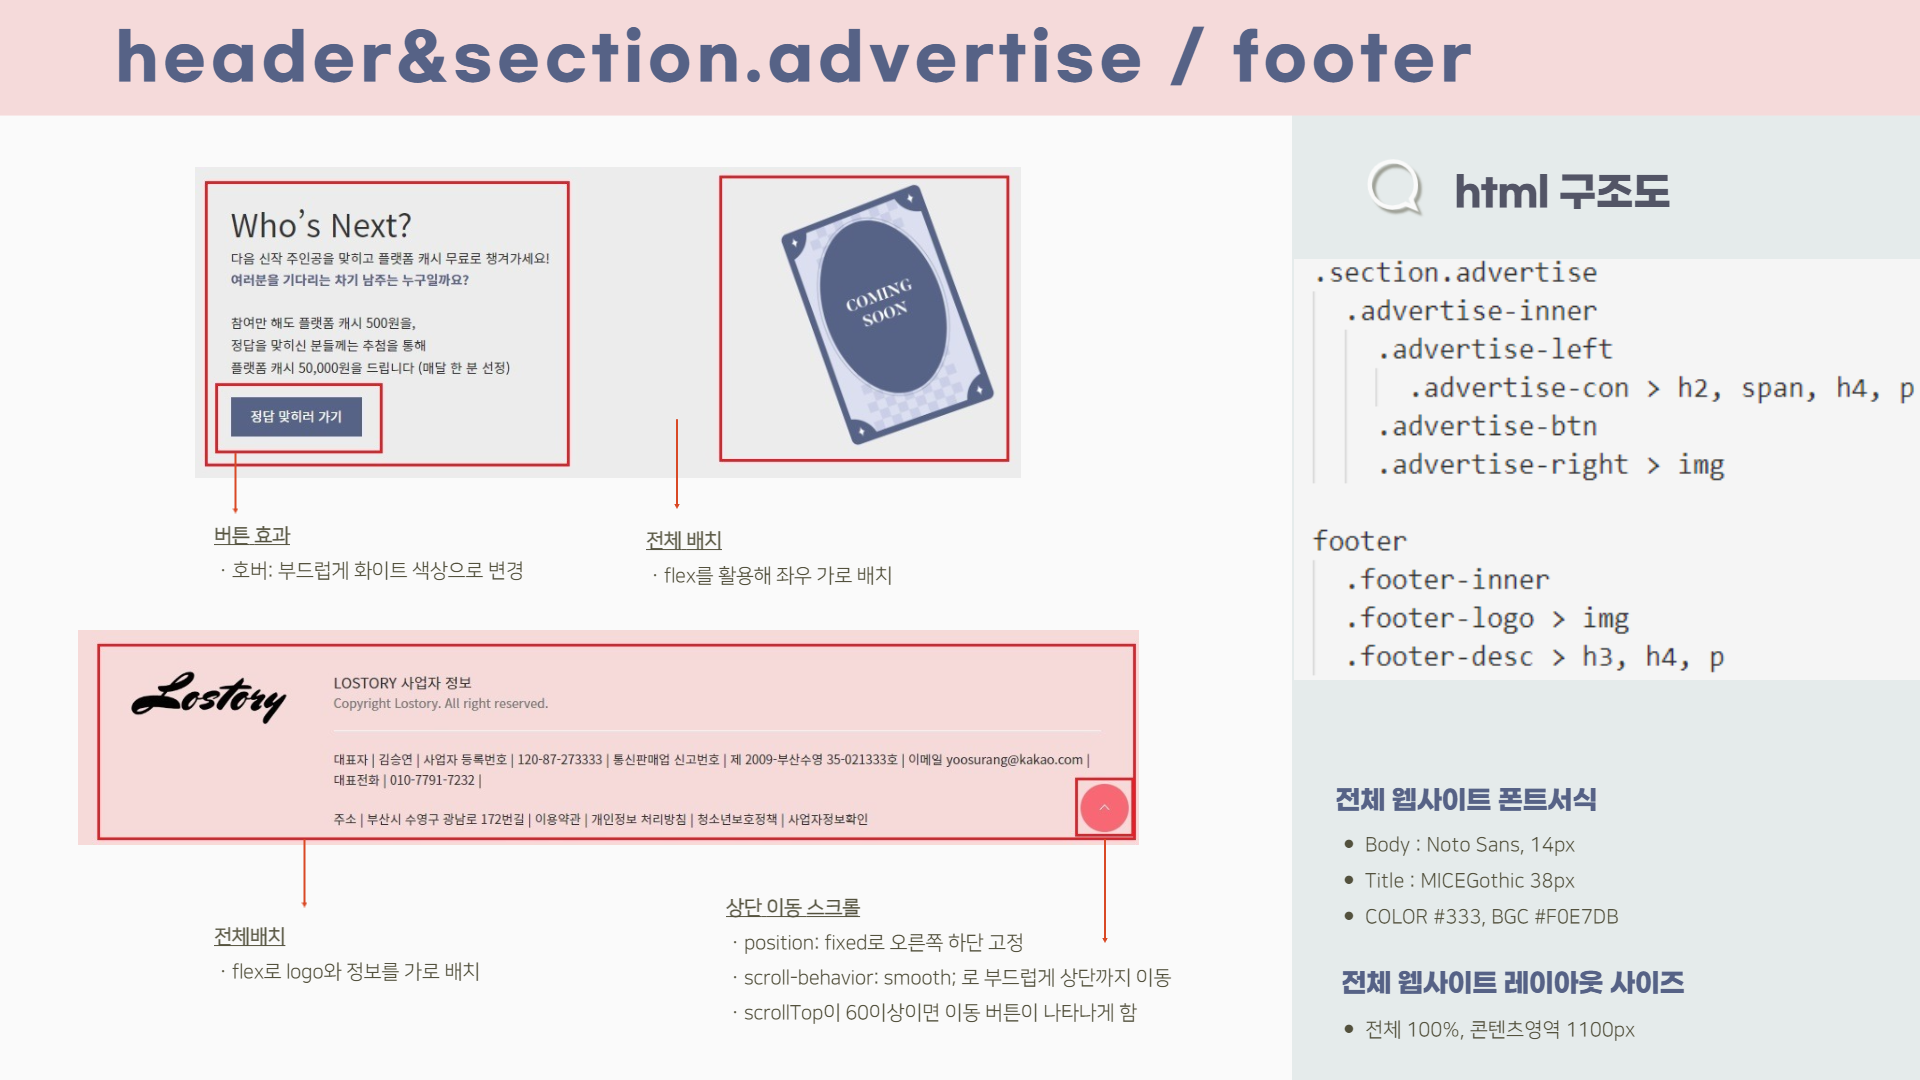 header&section.advertise / footer
Who's Next?
다음 신작 주인공을 맞히고 플랫폼 캐시 무료로 챙겨가세요!
여러분을 기다리는 차기 남주는 누구일까요?
참여만 해도 플랫폼 캐시 500원을,
정답을 맞히신 분들께는 추첨을 통해
플랫폼 캐시 50,000원을 드립니다 (매달 한 분 선정)
정답 맞히러 가기
COMING
SOON
버튼 효과
· 호버: 부드럽게 화이트 색상으로 변경
전체 배치
· flex를 활용해 좌우 가로 배치
Lostory
LOSTORY 사업자 정보
Copyright Lostory. All right reserved.
대표자 | 김승연 | 사업자 등록번호 | 120-87-273333 | 통신판매업 신고번호 | 제 2009-부산수영 35-021333호 | 이메일 yoosurang@kakao.com |
대표전화 | 010-7791-7232 |
주소 | 부산시 수영구 광남로 172번길 | 이용약관 | 개인정보 처리방침 | 청소년보호정책 | 사업자정보확인
전체배치
· flex로 logo와 정보를 가로 배치
상단 이동 스크롤
· position: fixed로 오른쪽 하단 고정
· scroll-behavior: smooth; 로 부드럽게 상단까지 이동
· scrollTop이 60이상이면 이동 버튼이 나타나게 함
html 구조도
.section.advertise
.advertise-inner
.advertise-left
.advertise-con > h2, span, h4, p
.advertise-btn
.advertise-right > img
footer
.footer-inner
.footer-logo > img
.footer-desc > h3, h4, p
전체 웹사이트 폰트서식
• Body : Noto Sans, 14px
• Title : MICEGothic 38px
• COLOR #333, BGC #F0E7DB
전체 웹사이트 레이아웃 사이즈
• 전체 100%, 콘텐츠영역 1100px